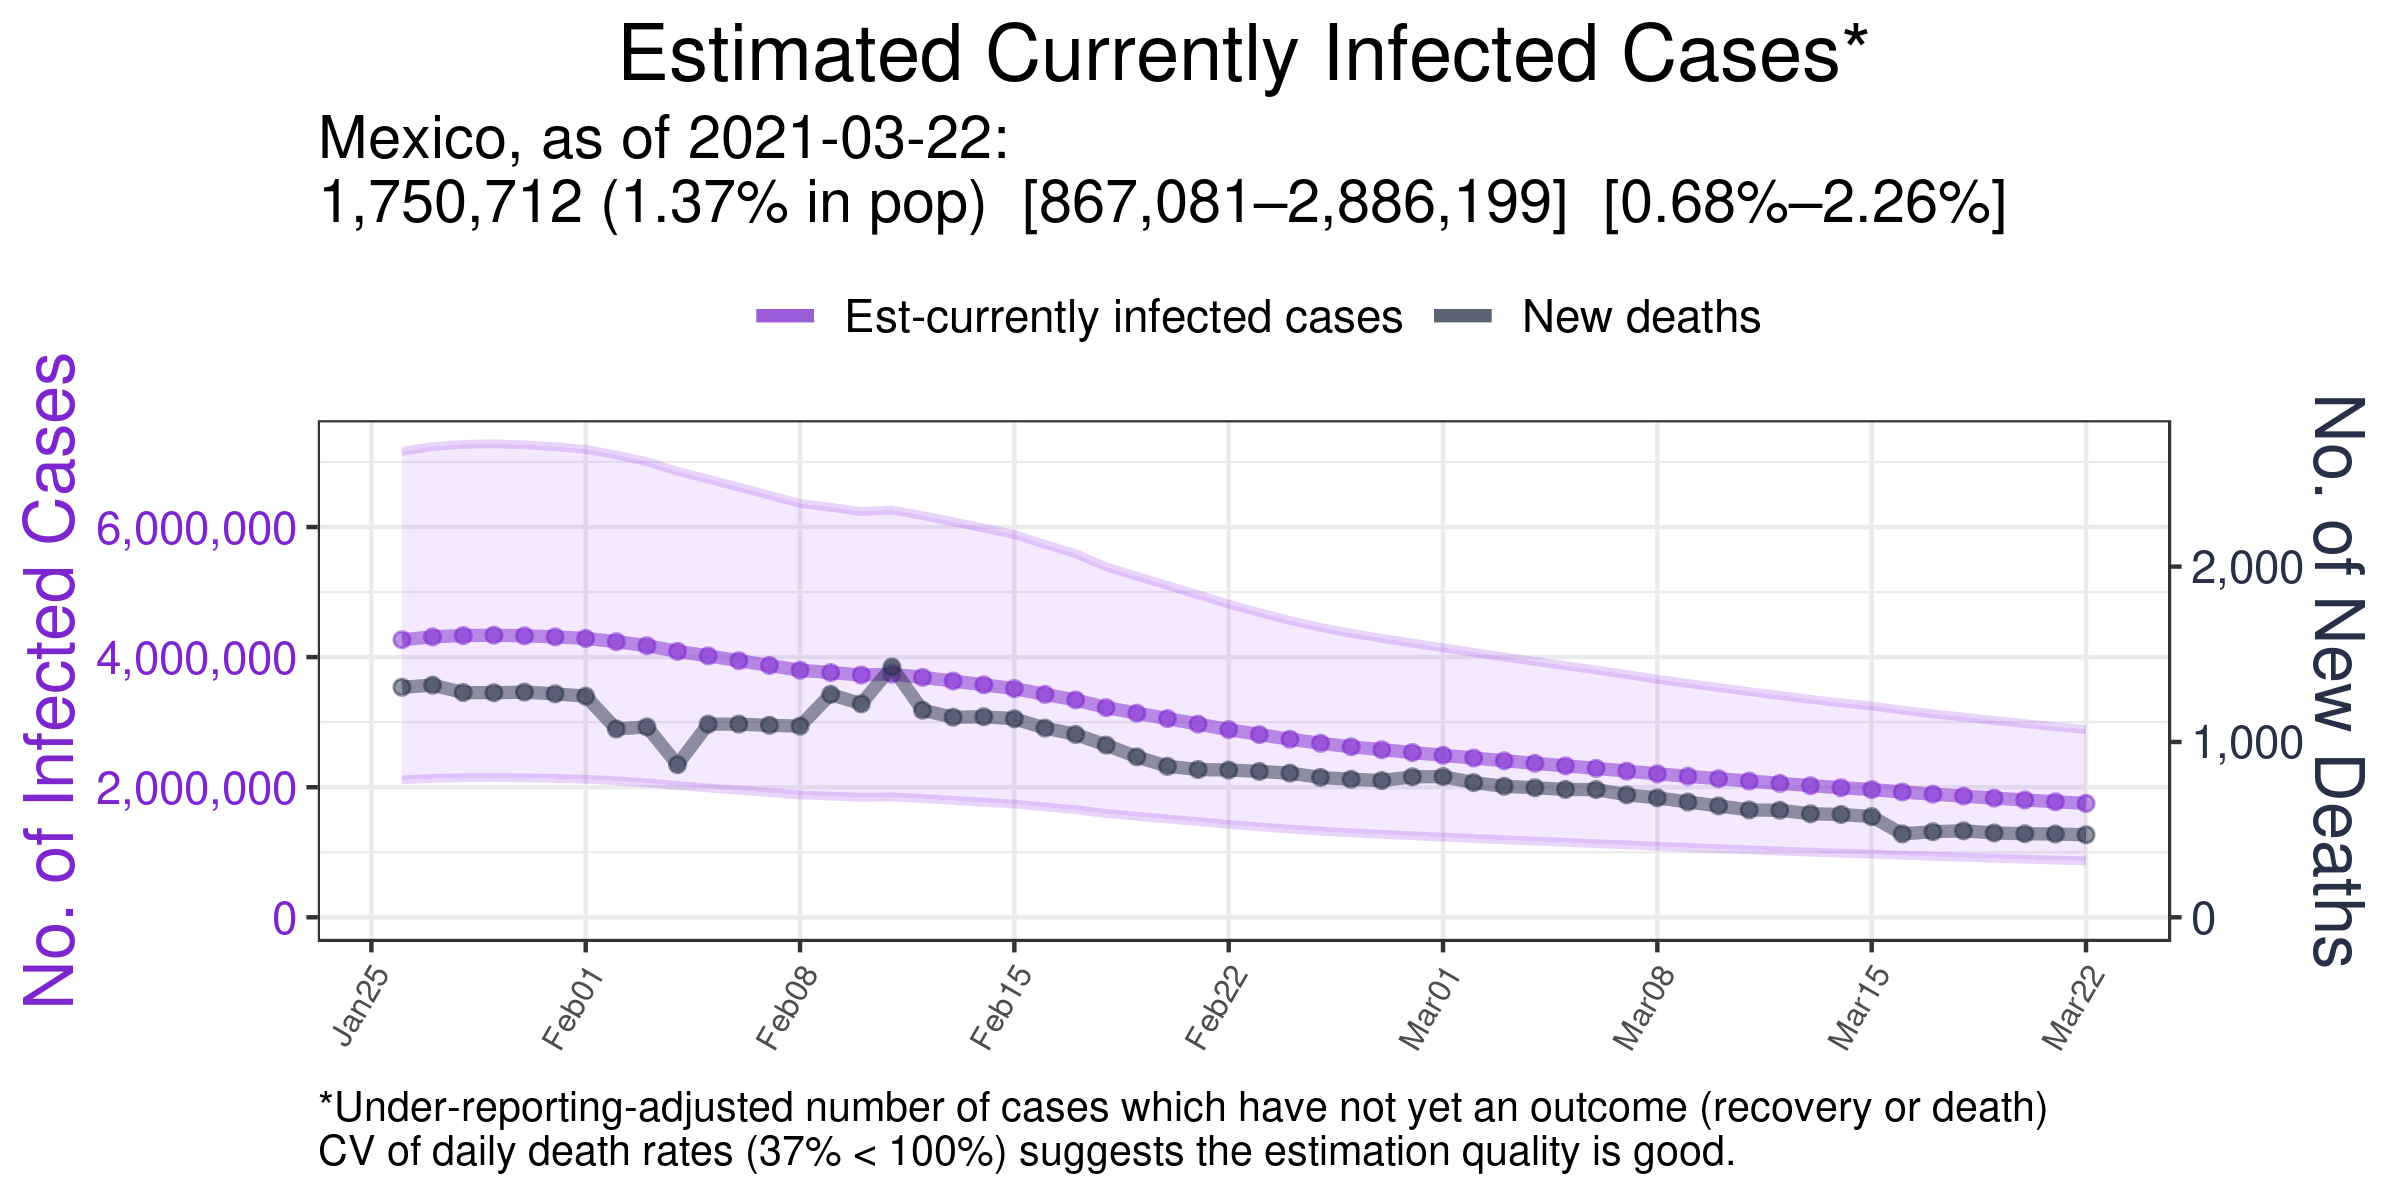 Estimated Currently Infected Cases*
Mexico, as of 2021-03-22:
1,750,712 (1.37% in pop)  [867,081–2,886,199]  [0.68%–2.26%]
Est-currently infected cases
New deaths
No. of Infected Cases
6,000,000
4,000,000
2,000,000
0
2,000
1,000
0
No. of New Deaths
Jan25
Feb01
Feb08
Feb15
Feb22
Mar01
Mar08
Mar15
Mar22
*Under-reporting-adjusted number of cases which have not yet an outcome (recovery or death)
CV of daily death rates (37% < 100%) suggests the estimation quality is good.